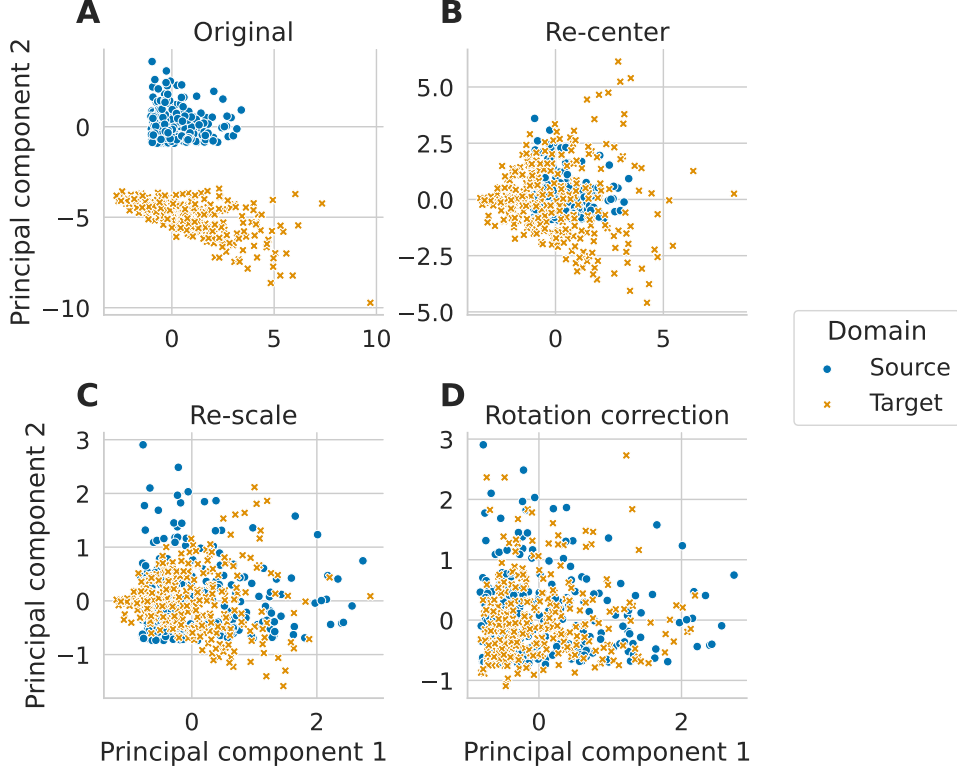 A
Original
Principal component 2
0
−5
−10
0
5
10
B
Re-center
5.0
2.5
0.0
−2.5
−5.0
0
5
Domain
Source
Target
C
Re-scale
Principal component 2
3
2
1
0
−1
0
2
Principal component 1
D
Rotation correction
3
2
1
0
−1
0
2
Principal component 1